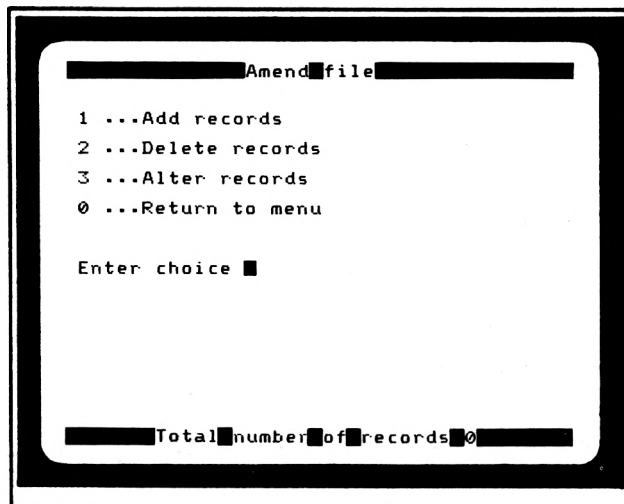 Amend file
1 ...Add records
2 ...Delete records
3 ...Alter records
0 ...Return to menu
Enter choice
Total number of records 0